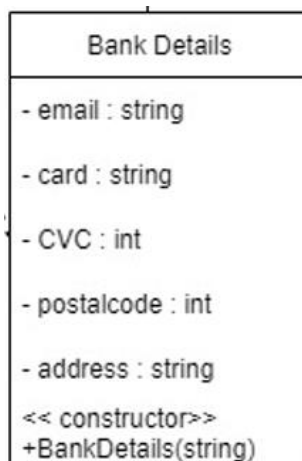 Bank Details
- email : string
- card : string
- CVC : int
- postalcode : int
- address : string
<< constructor>>
+BankDetails(string)